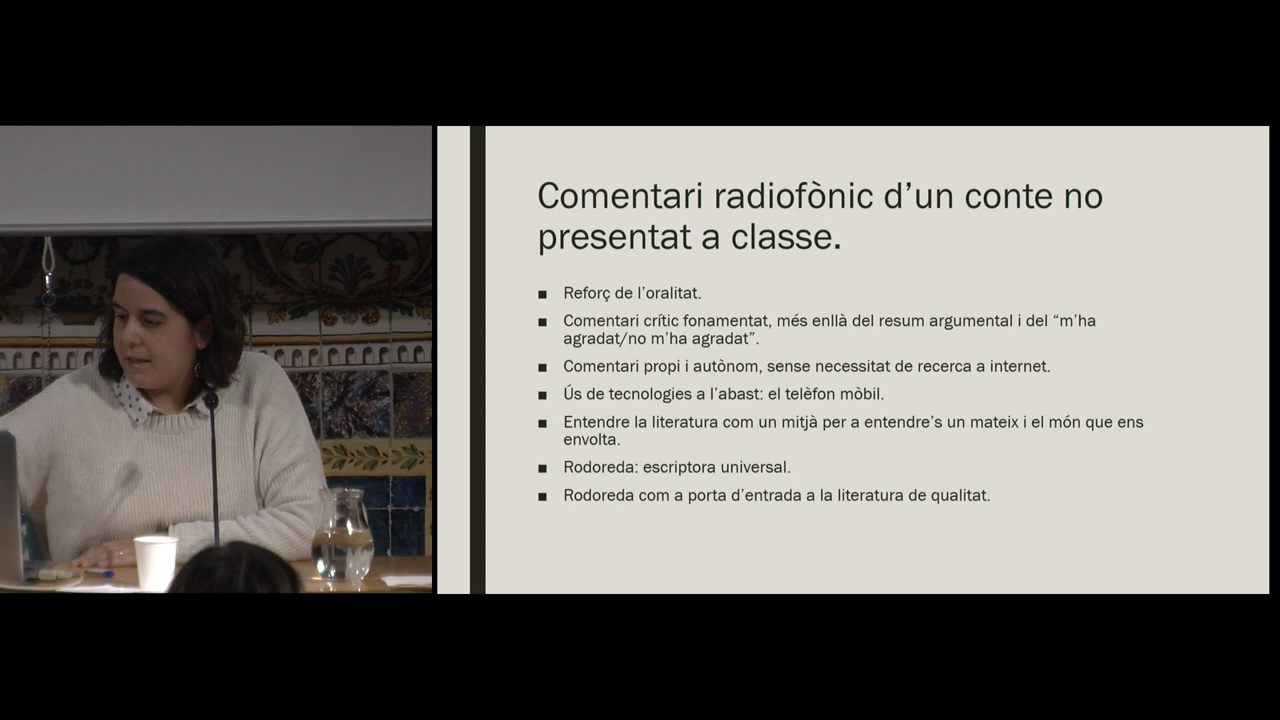 Comentari radiofònic d’un conte no
presentat a classe.
■ Reforç de l’oralitat.
■ Comentari crític fonamentat, més enllà del resum argumental i del “m’ha
agradat/no m’ha agradat”.
■ Comentari propi i autònom, sense necessitat de recerca a internet.
■ Ús de tecnologies a l’abast: el telèfon mòbil.
■ Entendre la literatura com un mitjà per a entendre’s un mateix i el món que ens
envolta.
■ Rodoreda: escriptora universal.
■ Rodoreda com a porta d’entrada a la literatura de qualitat.